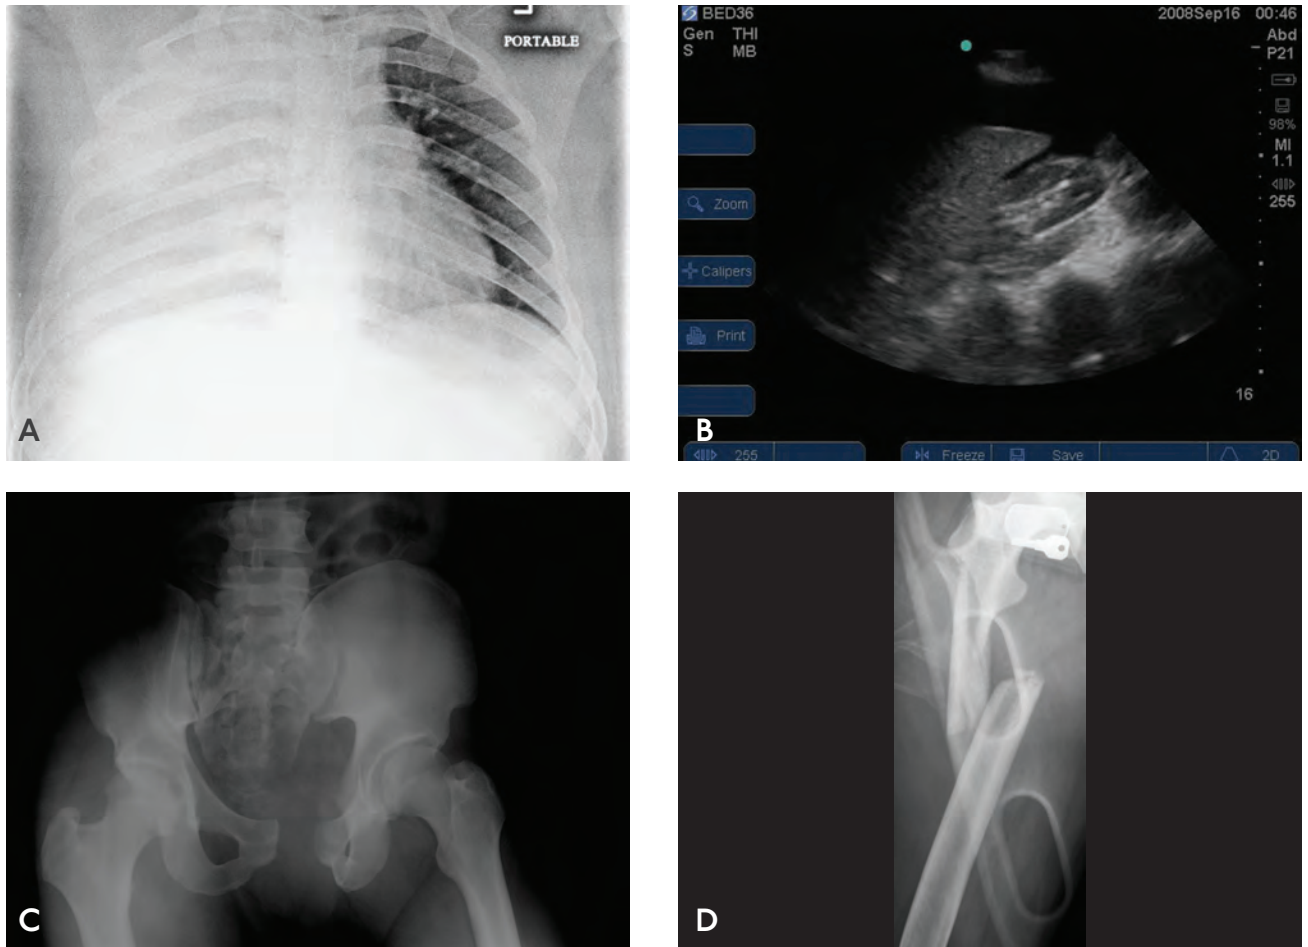 PORTABLE
A
BED36
2008Sep16 00:46
Gen THI
S MB
Abd
P21
98%
MI
1.1
255
Zoom
Calipers
Print
16
B
255
Freeze
Save
2D
C
D